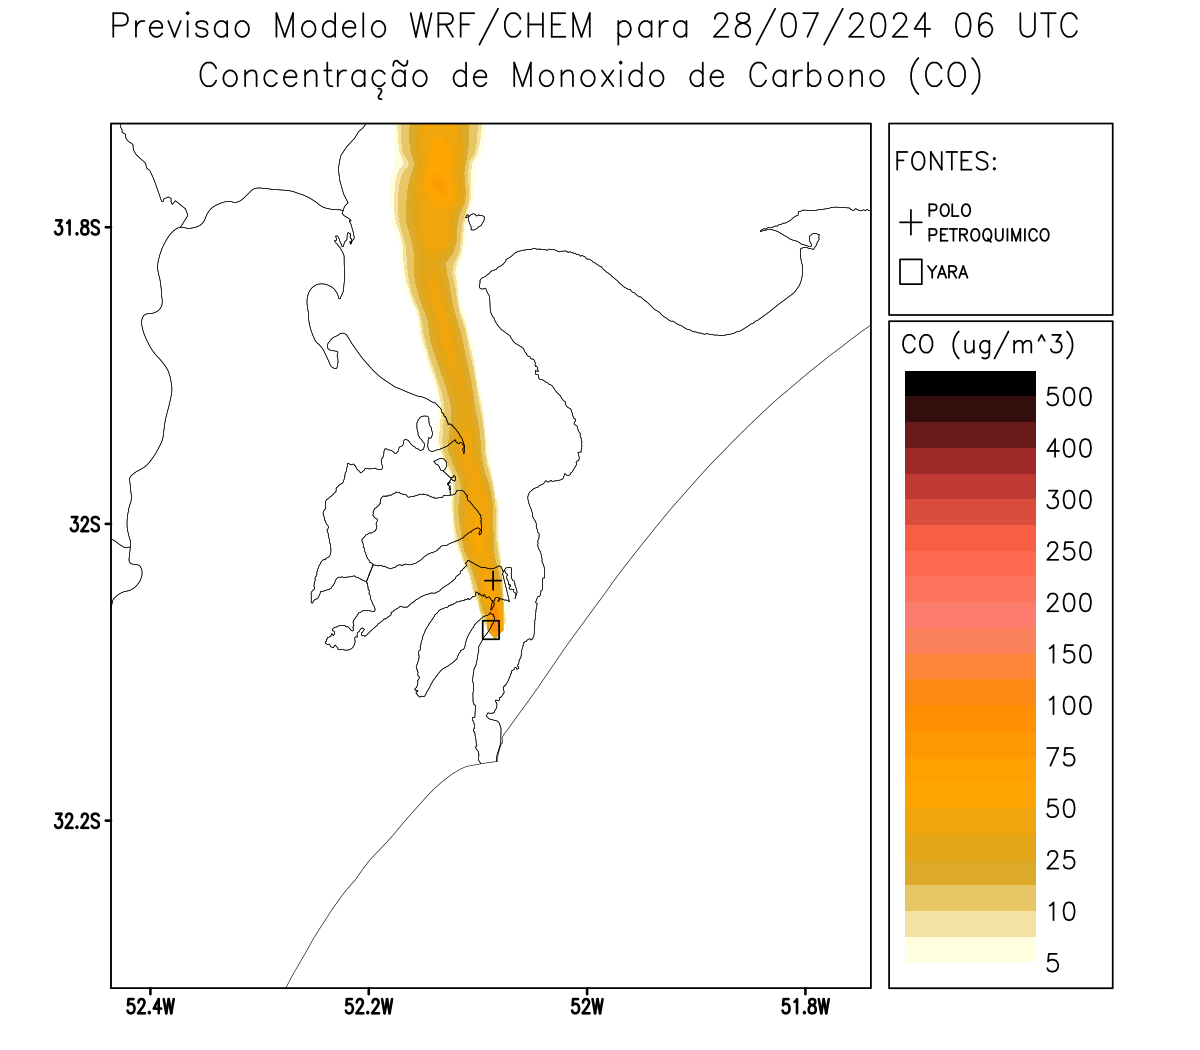 Previsao Modelo WRF/CHEM para 28/07/2024 06 UTC
Concentração de Monoxido de Carbono (CO)
FONTES:
POLO
PETROQUIMICO
YARA
CO (ug/m^3)
500
400
300
250
200
150
100
75
50
25
10
5
31.8S
32S
32.2S
52.4W
52.2W
52W
51.8W